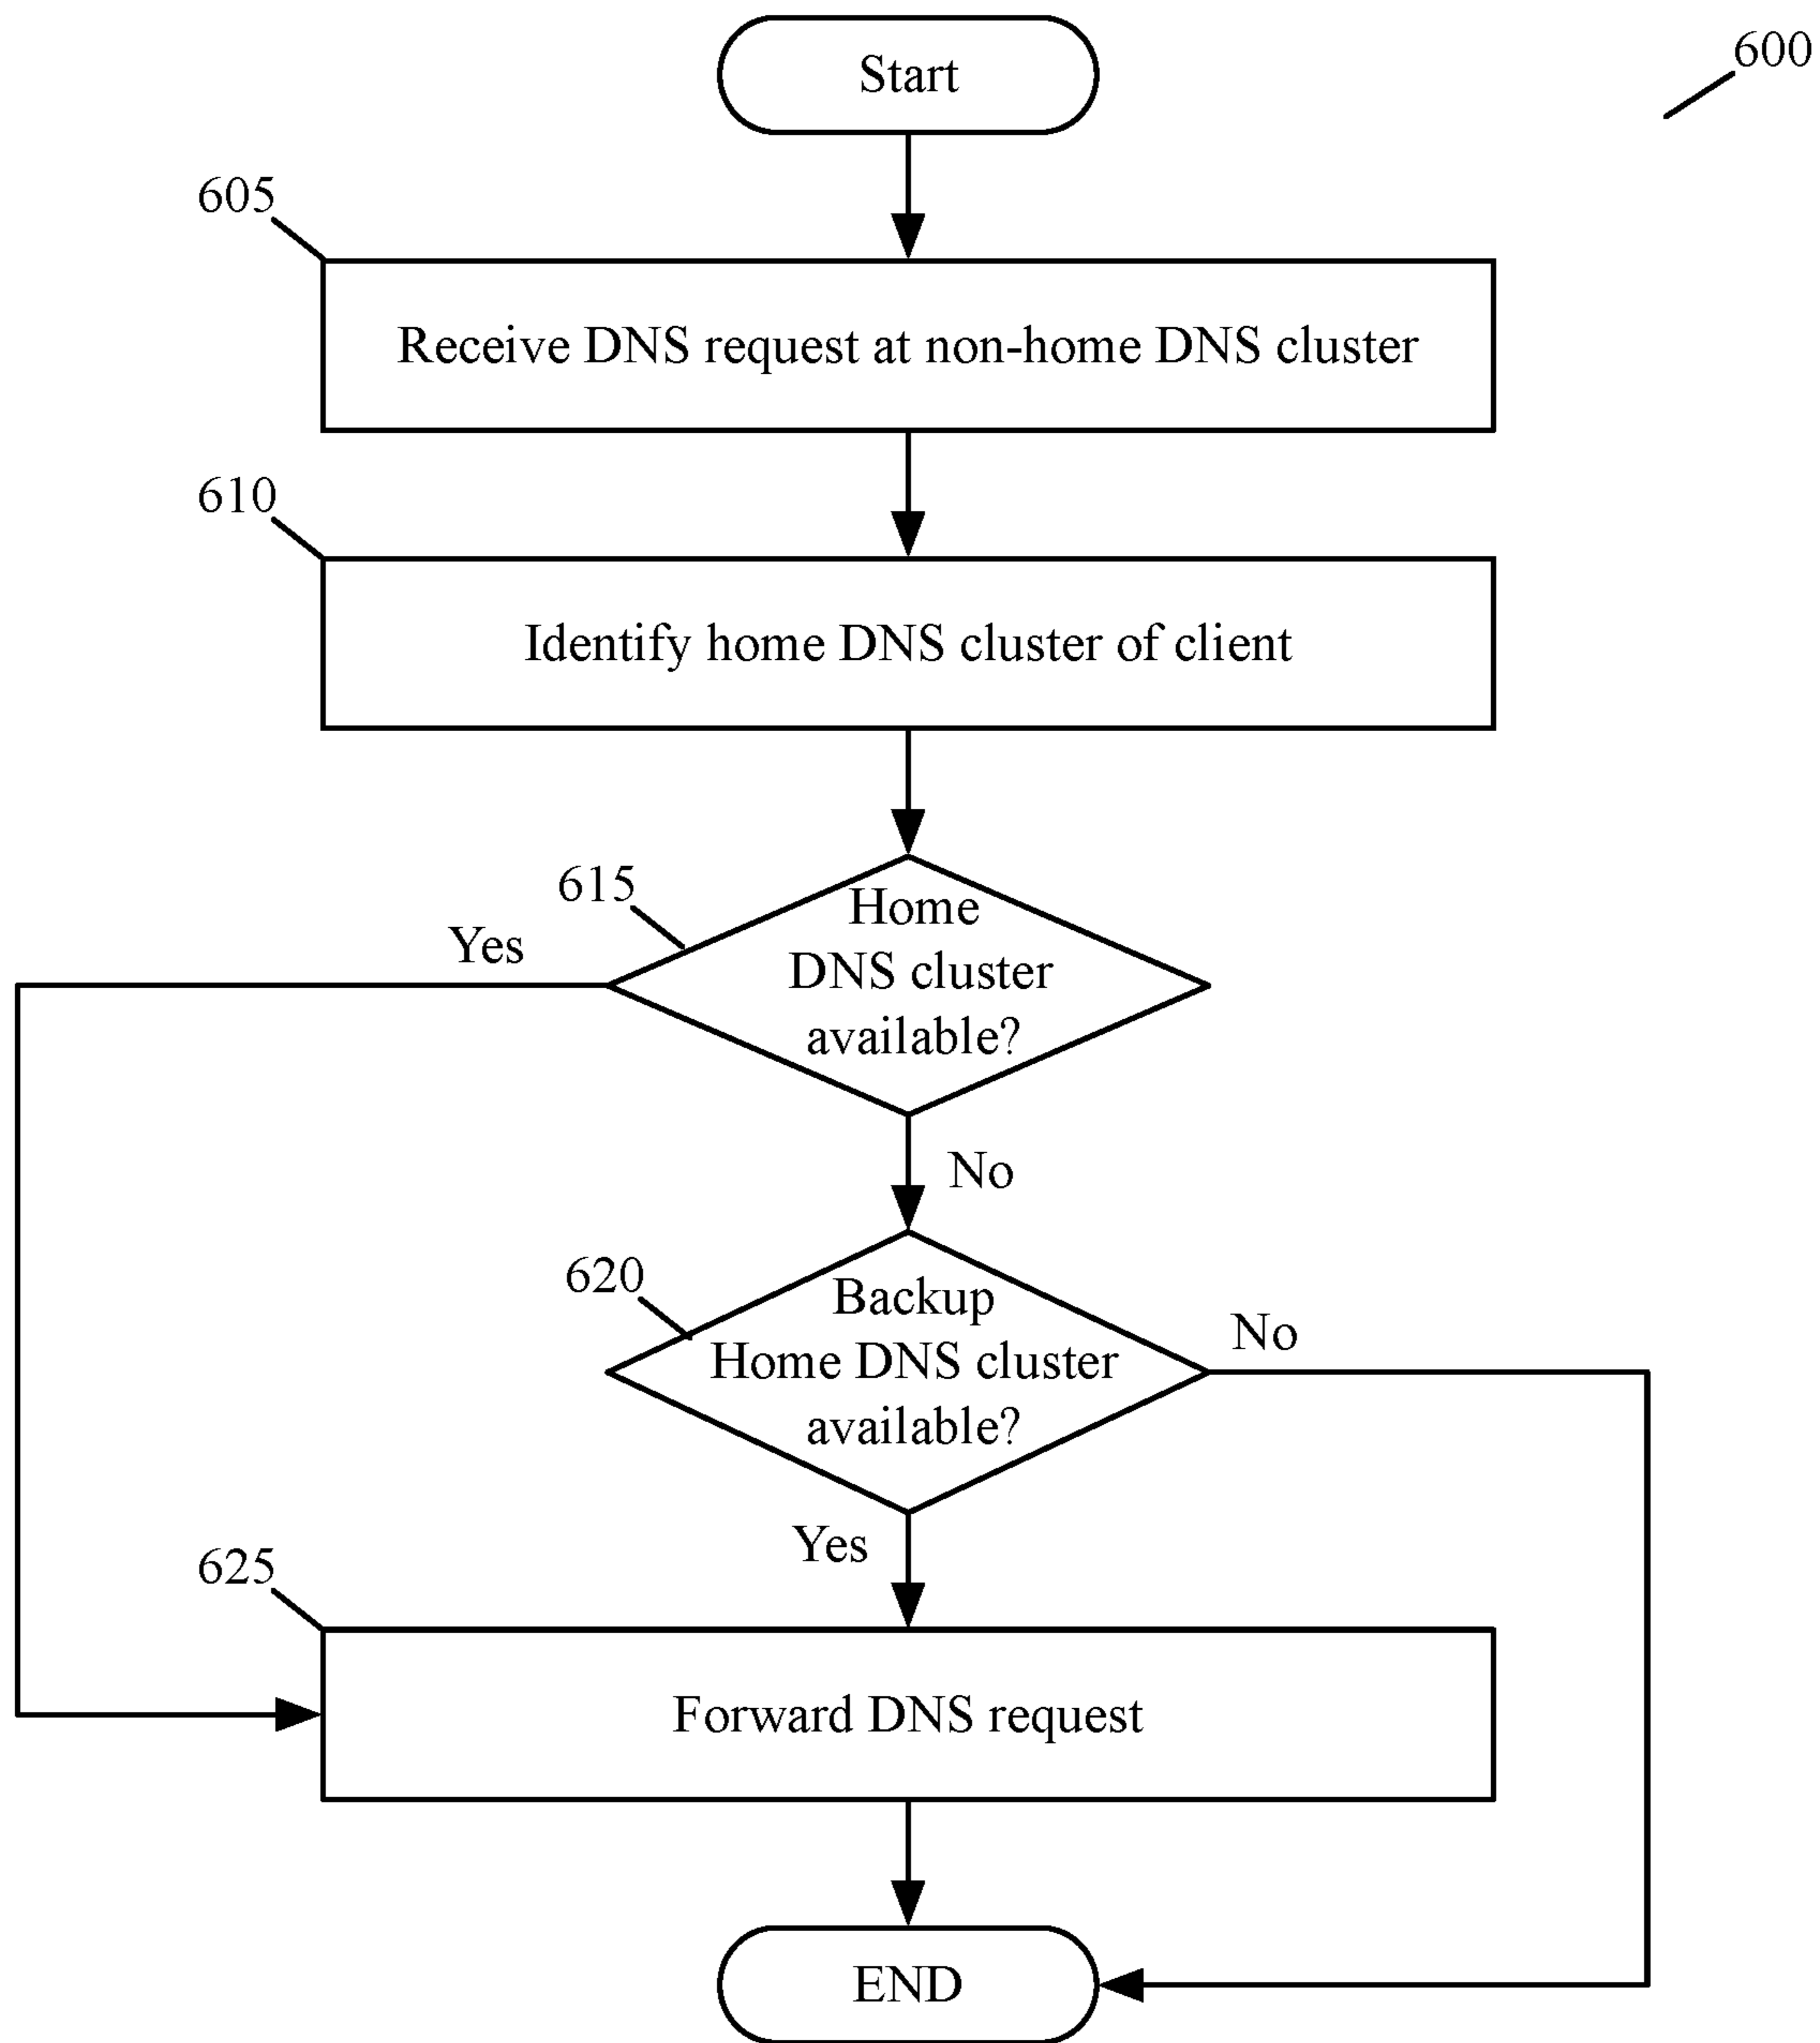 Start
600
605
Receive DNS request at non-home DNS cluster
610
Identify home DNS cluster of client
615
Yes
Home
DNS cluster
available?
No
620
Backup
Home DNS cluster
available?
No
Yes
625
Forward DNS request
END